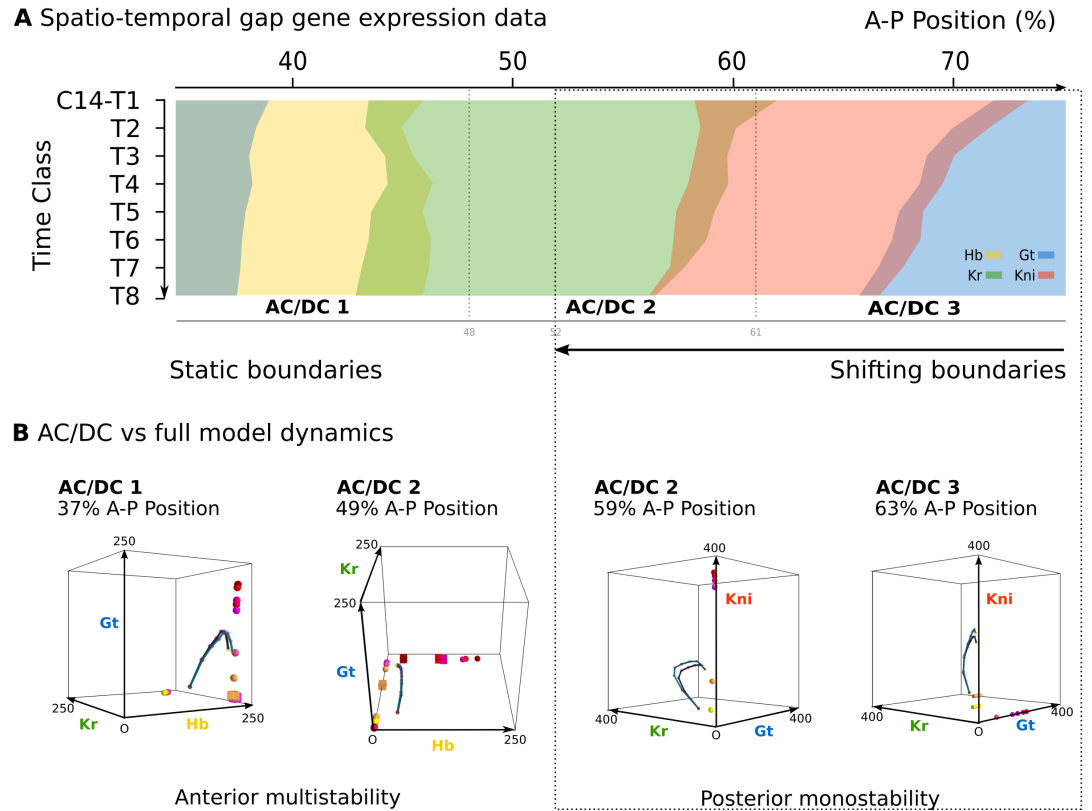 A Spatio-temporal gap gene expression data
A-P Position (%)
40 50 60 70
Time Class
C14-T1
T2
T3
T4
T5
T6
T7
T8
Hb Gt
Kr Kni
AC/DC 1 AC/DC 2 AC/DC 3
48 52 61
Static boundaries Shifting boundaries
B AC/DC vs full model dynamics
AC/DC 1
37% A-P Position
250
Gt
250
Kr
O
Hb
250
AC/DC 2
49% A-P Position
250
Kr
250
Gt
O
Hb
250
AC/DC 2
59% A-P Position
400
Kni
400
Kr
O
Gt
400
AC/DC 3
63% A-P Position
400
Kni
400
Kr
O
Gt
400
Anterior multistability Posterior monostability